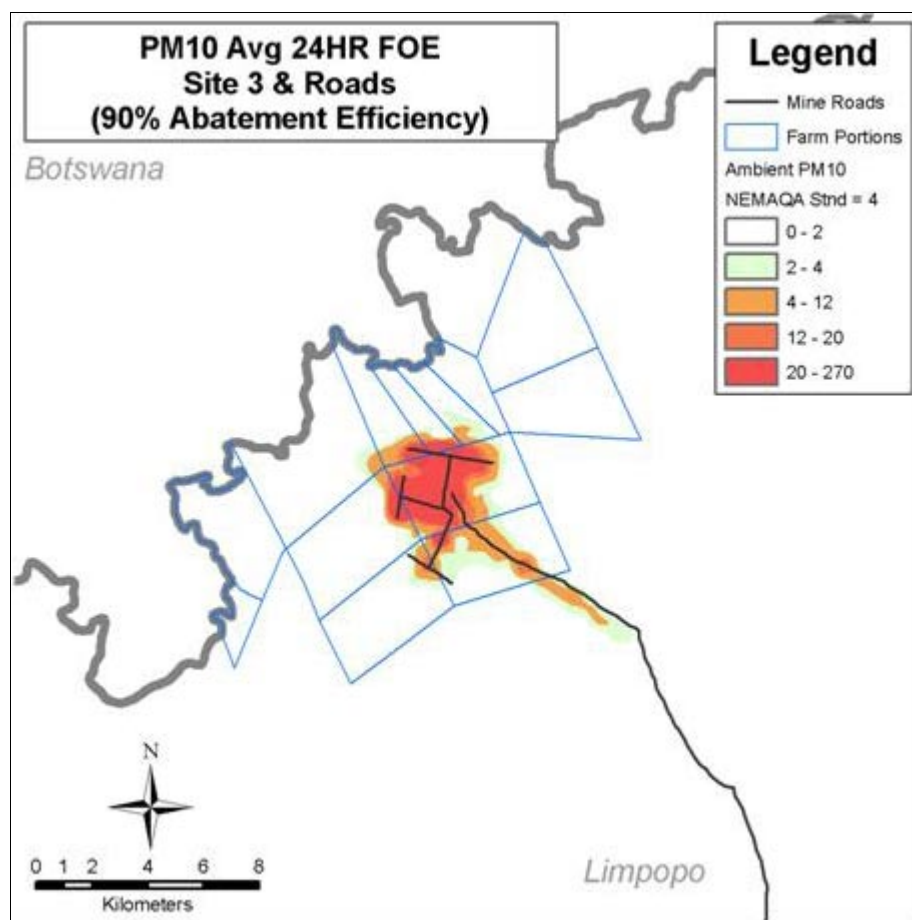 PM10 Avg 24HR FOE
Site 3 & Roads
(90% Abatement Efficiency)
Botswana
Legend
Mine Roads
Farm Portions
Ambient PM10
NEMAQA Stnd = 4
0 - 2
2 - 4
4 - 12
12 - 20
20 - 270
N
0 1 2 4 6 8
Kilometers
Limpopo